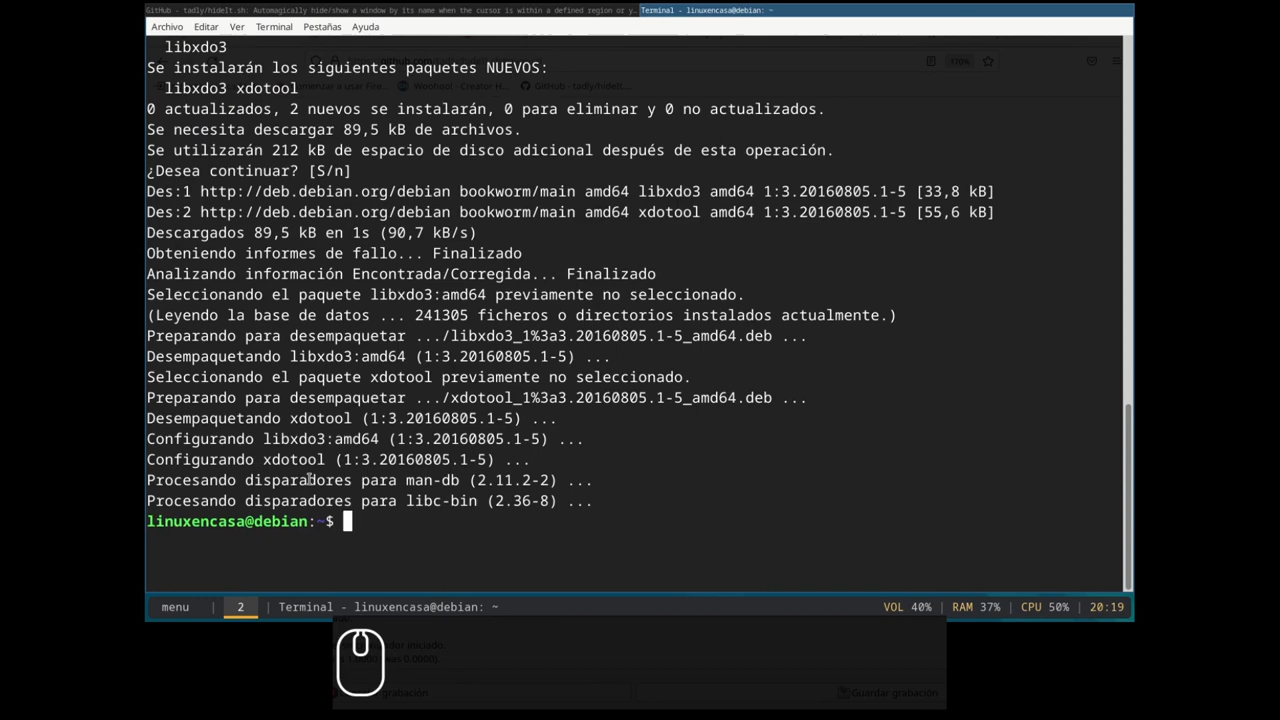 GitHub - tadly/hideIt.sh: Automagically hide/show a window by its name when the cursor is within a defined region or y...
Terminal - linuxencasa@debian: ~
Archivo Editar Ver Terminal Pestañas Ayuda
libxdo3
Se instalarán los siguientes paquetes NUEVOS:
libxdo3 xdotool
0 actualizados, 2 nuevos se instalarán, 0 para eliminar y 0 no actualizados.
Se necesita descargar 89,5 kB de archivos.
Se utilizarán 212 kB de espacio de disco adicional después de esta operación.
¿Desea continuar? [S/n]
Des:1 http://deb.debian.org/debian bookworm/main amd64 libxdo3 amd64 1:3.20160805.1-5 [33,8 kB]
Des:2 http://deb.debian.org/debian bookworm/main amd64 xdotool amd64 1:3.20160805.1-5 [55,6 kB]
Descargados 89,5 kB en 1s (90,7 kB/s)
Obteniendo informes de fallo... Finalizado
Analizando información Encontrada/Corregida... Finalizado
Seleccionando el paquete libxdo3:amd64 previamente no seleccionado.
(Leyendo la base de datos ... 241305 ficheros o directorios instalados actualmente.)
Preparando para desempaquetar .../libxdo3_1%3a3.20160805.1-5_amd64.deb ...
Desempaquetando libxdo3:amd64 (1:3.20160805.1-5) ...
Seleccionando el paquete xdotool previamente no seleccionado.
Preparando para desempaquetar .../xdotool_1%3a3.20160805.1-5_amd64.deb ...
Desempaquetando xdotool (1:3.20160805.1-5) ...
Configurando libxdo3:amd64 (1:3.20160805.1-5) ...
Configurando xdotool (1:3.20160805.1-5) ...
Procesando disparadores para man-db (2.11.2-2) ...
Procesando disparadores para libc-bin (2.36-8) ...
linuxencasa@debian:~$
menu | 2 | Terminal - linuxencasa@debian: ~ VOL 40% | RAM 37% | CPU 50% | 20:19
iniciado.
grabación Guardar grabación